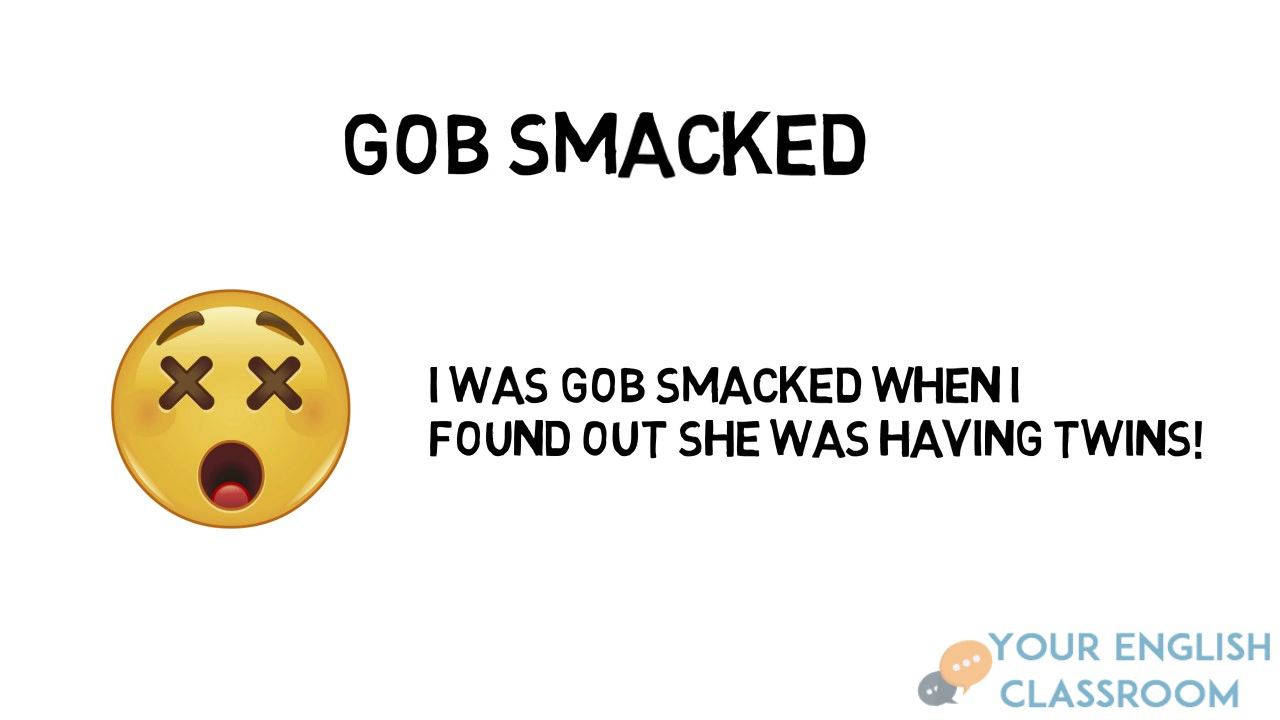 GOB SMACKED
I WAS GOB SMACKED WHEN I
FOUND OUT SHE WAS HAVING TWINS!
YOUR ENGLISH
CLASSROOM